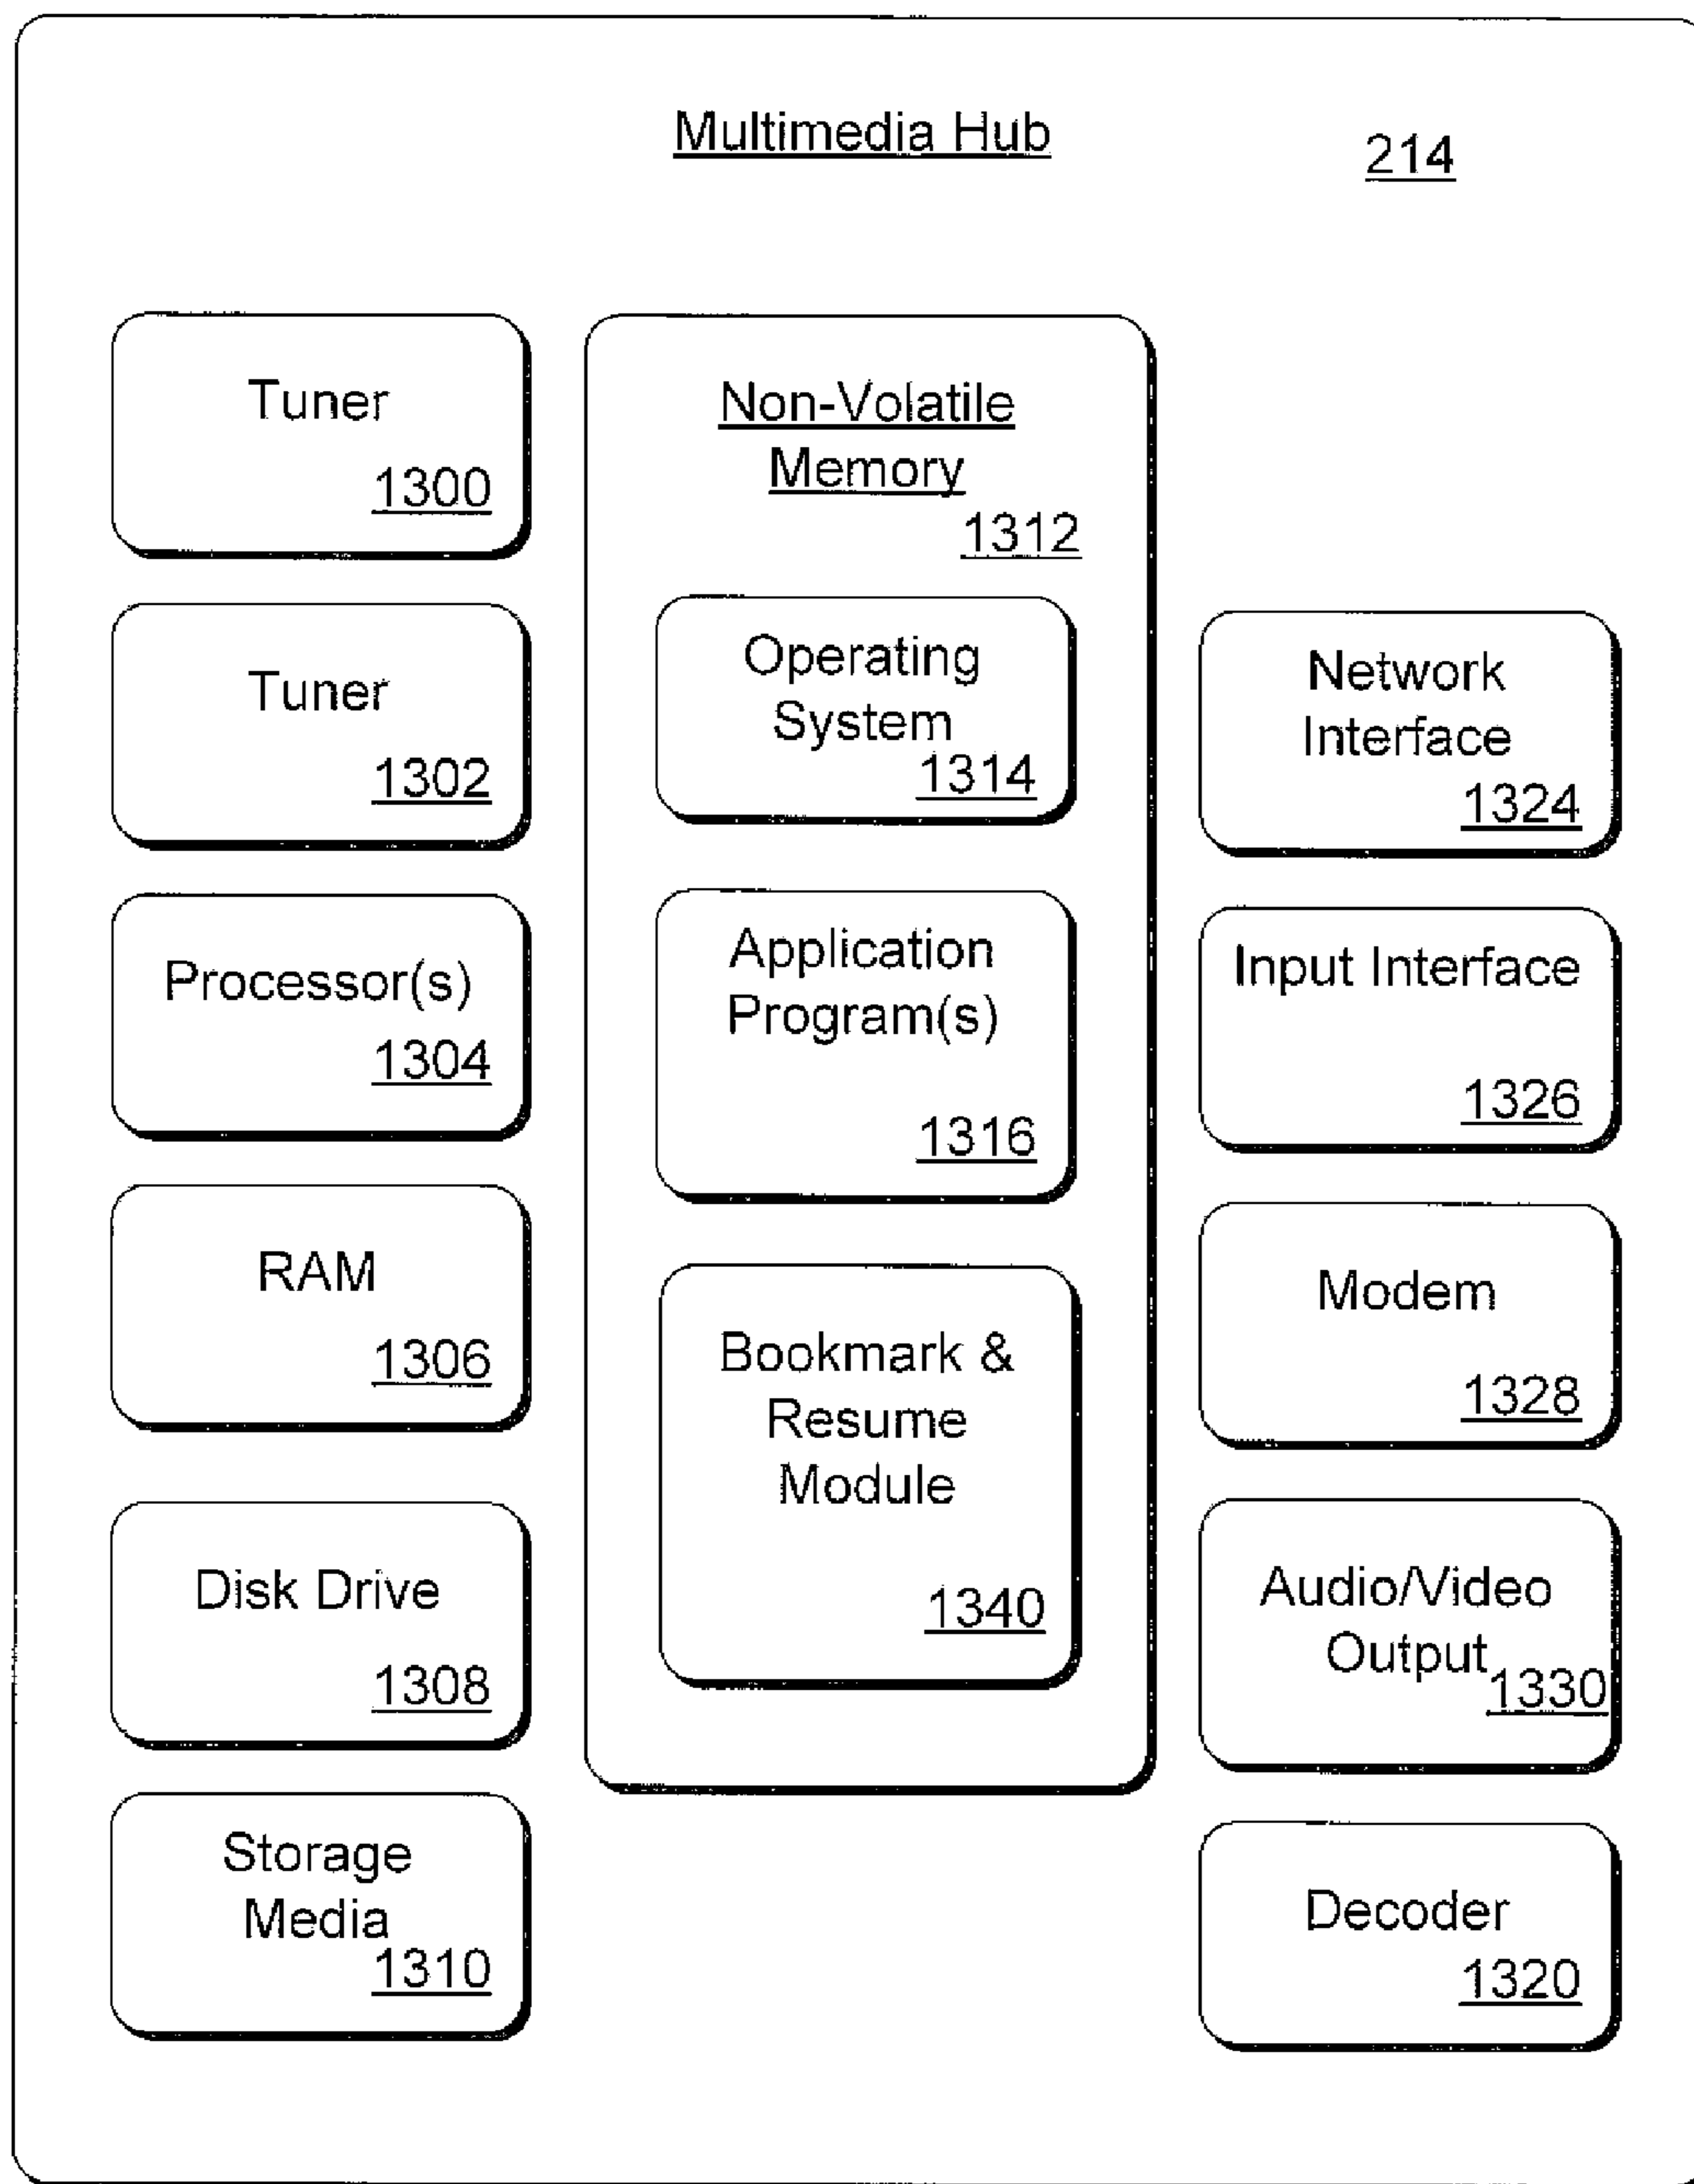 Multimedia Hub
214
Tuner
1300
Tuner
1302
Processor(s)
1304
RAM
1306
Disk Drive
1308
Storage
Media
1310
Non-Volatile
Memory
1312
Operating
System
1314
Application
Program(s)
1316
Bookmark &
Resume
Module
1340
Network
Interface
1324
Input Interface
1326
Modem
1328
Audio/Video
Output
1330
Decoder
1320